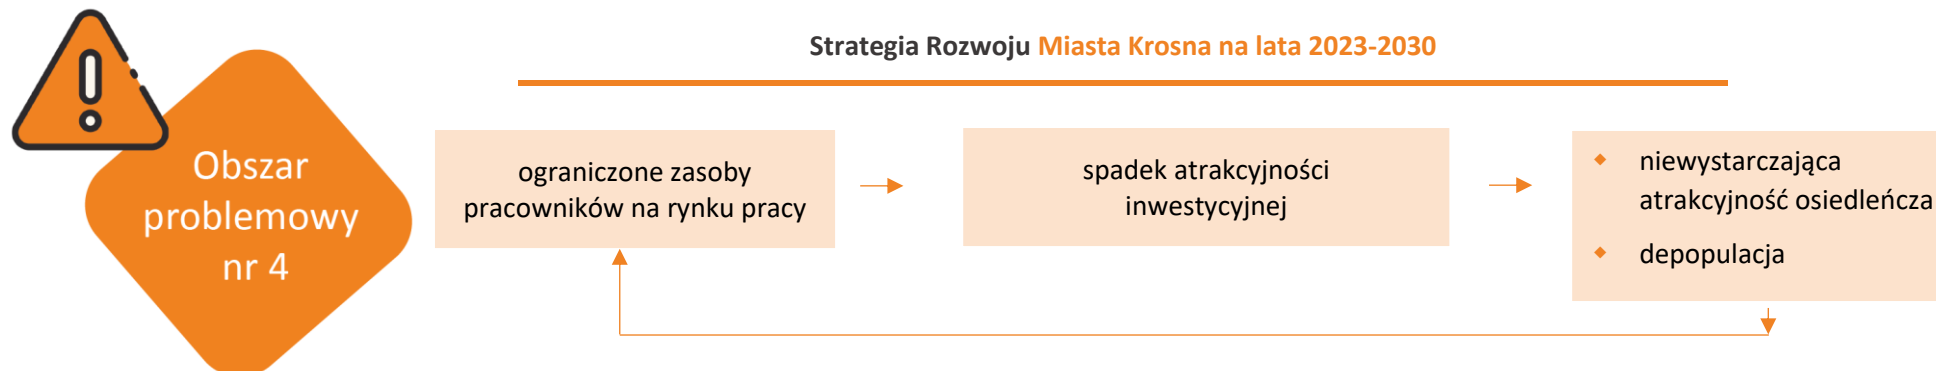 Strategia Rozwoju Miasta Krosna na lata 2023-2030
Obszar
problemowy
nr 4
ograniczone zasoby
pracowników na rynku pracy
spadek atrakcyjności
inwestycyjnej
niewystarczająca
atrakcyjność osiedleńcza
depopulacja